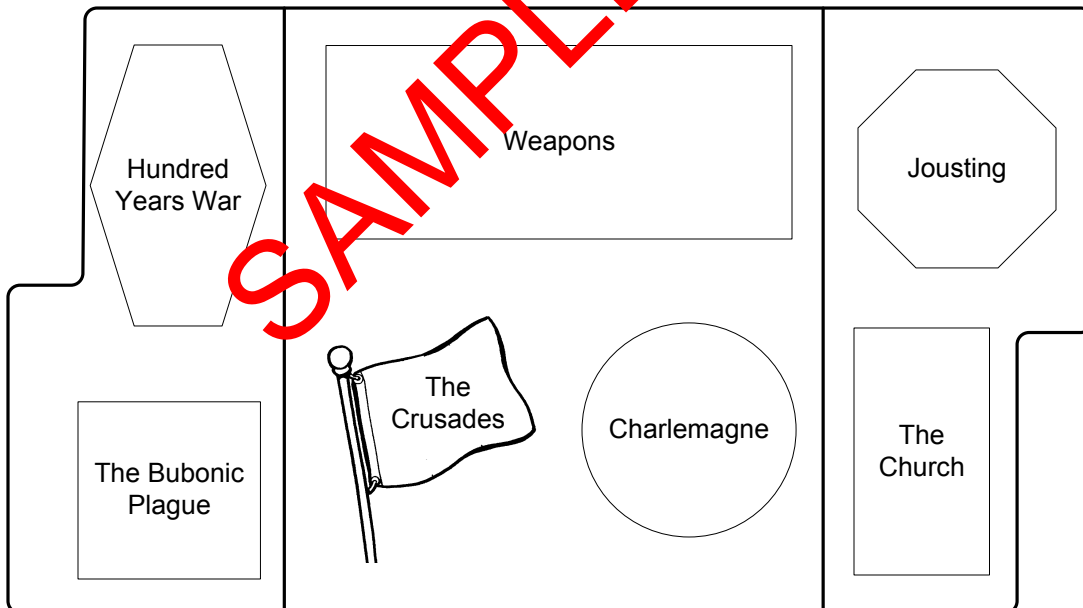 Hundred
Years War
Weapons
Jousting
SAMPLE
The
Crusades
Charlemagne
The
Church
The Bubonic
Plague